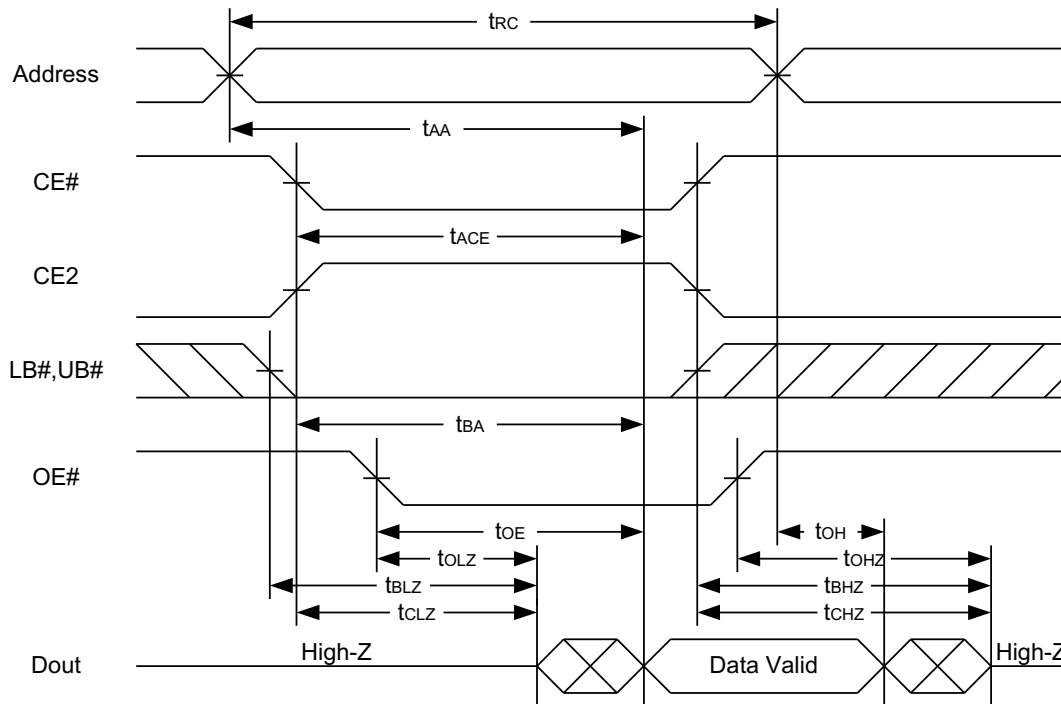 tRC
Address
tAA
CE#
tACE
CE2
LB#,UB#
tBA
OE#
tOE
tOH
tOLZ
tOHZ
tBLZ
tBHZ
tCLZ
tCHZ
High-Z
Data Valid
High-Z
Dout